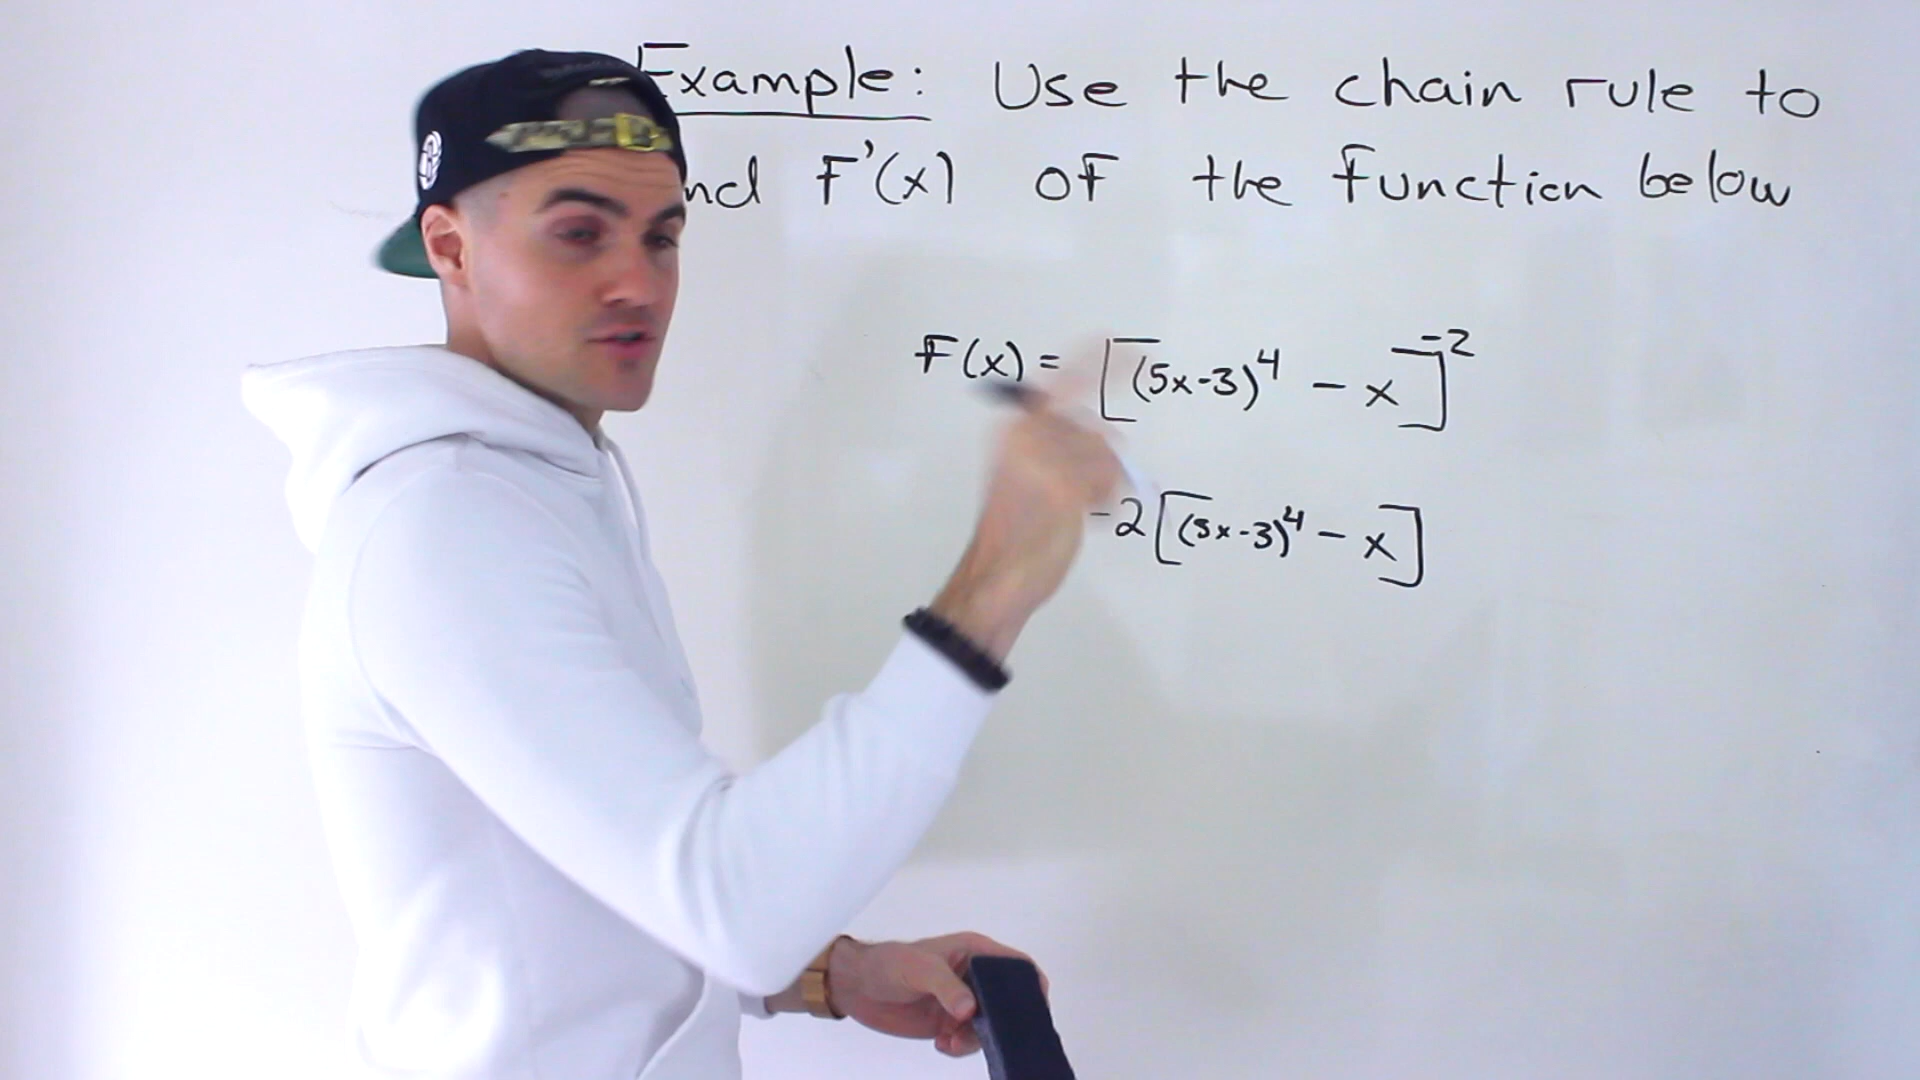 Example: Use the chain rule to
nd F'(x) of the function below
F(x) = [(5x-3)⁴ - x]⁻²
-2[(5x-3)⁴ - x]